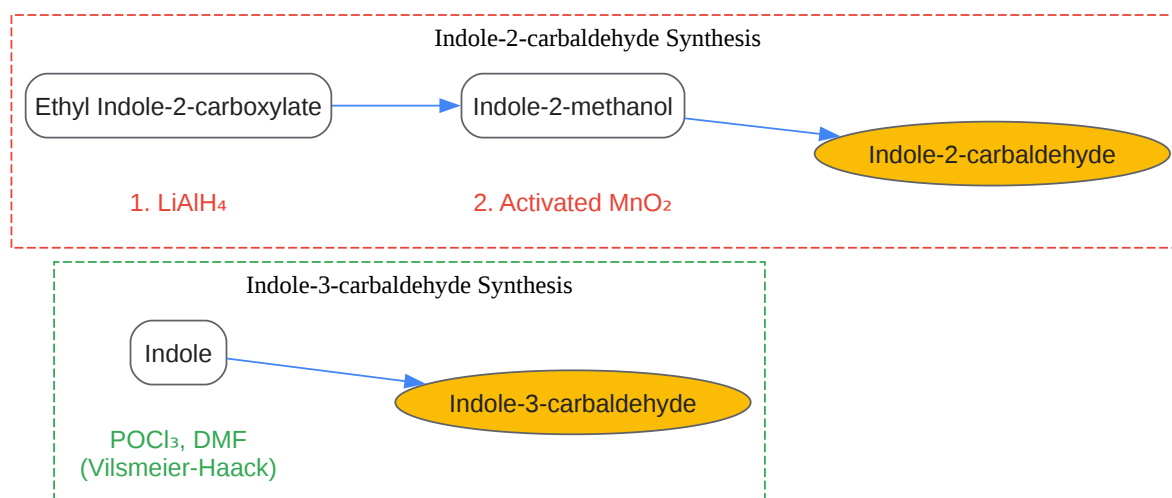 Indole-2-carbaldehyde Synthesis
Ethyl Indole-2-carboxylate
Indole-2-methanol
Indole-2-carbaldehyde
1. LiAlH₄
2. Activated MnO₂
Indole-3-carbaldehyde Synthesis
Indole
Indole-3-carbaldehyde
POCl₃, DMF
(Vilsmeier-Haack)